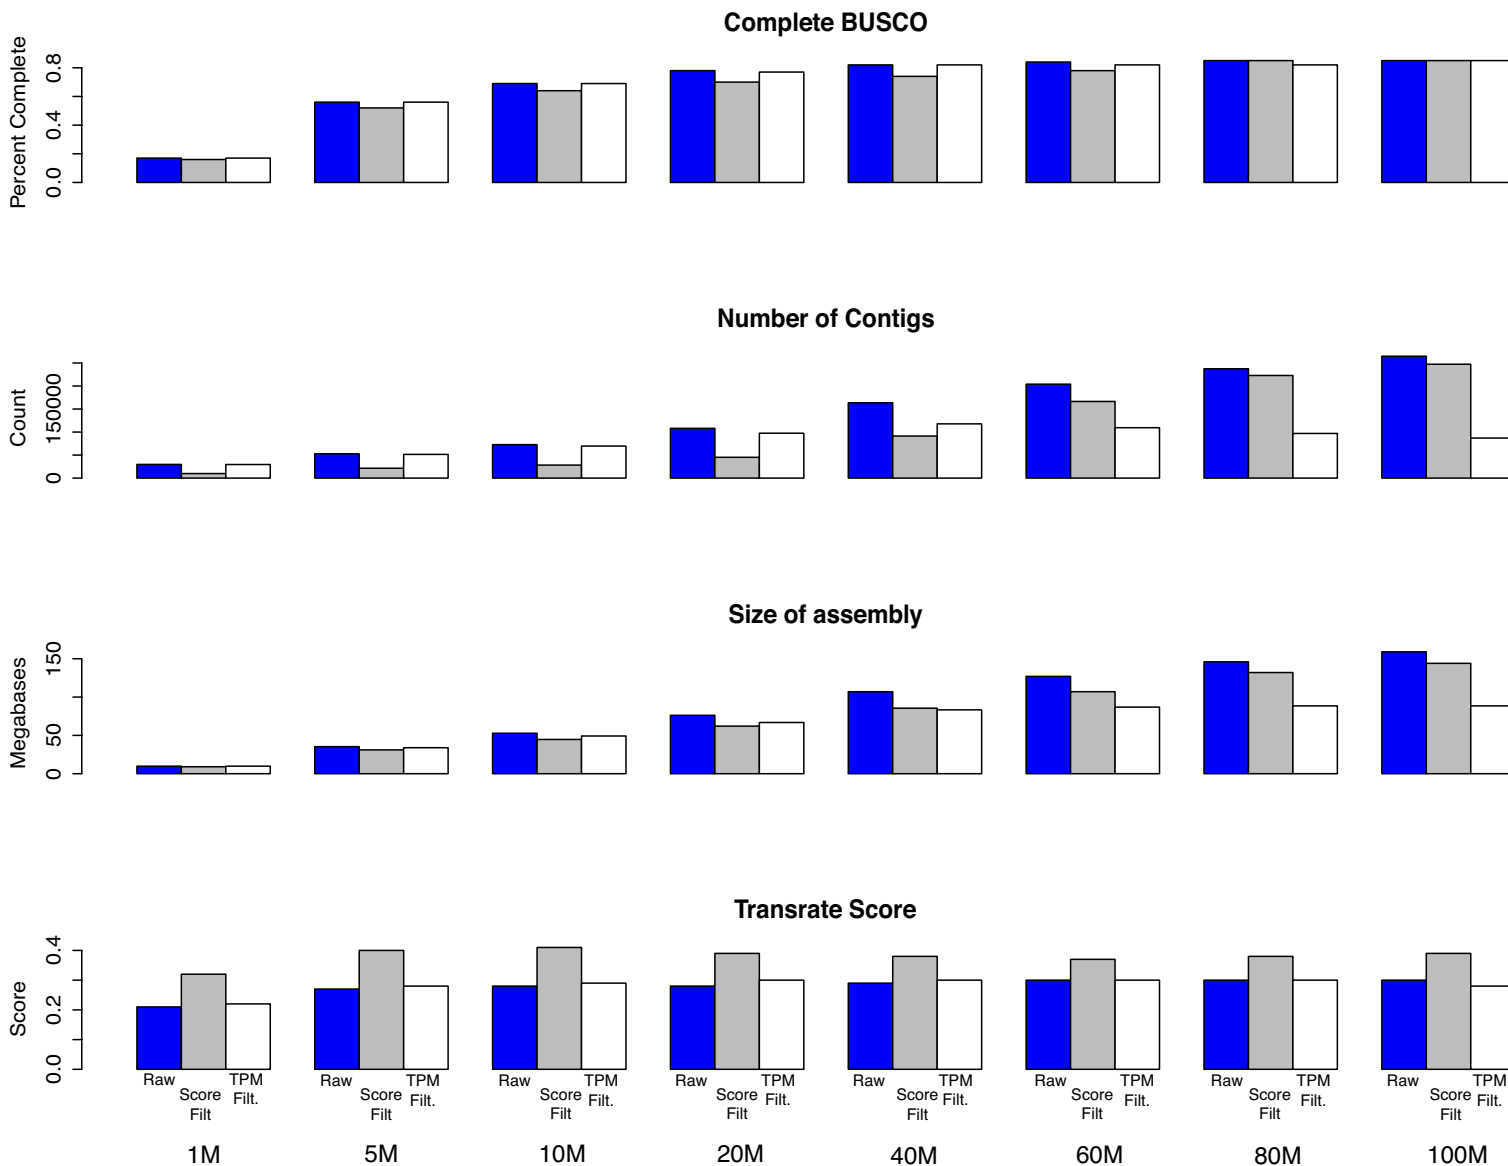 Complete BUSCO
Percent Complete
0.0 0.4 0.8
Number of Contigs
Count
0 150000
Size of assembly
Megabases
0 50 150
Transrate Score
Score
0.0 0.2 0.4
Raw Score Filt TPM Filt. Raw Score Filt TPM Filt. Raw Score Filt TPM Filt. Raw Score Filt TPM Filt. Raw Score Filt TPM Filt. Raw Score Filt TPM Filt. Raw Score Filt TPM Filt. Raw Score Filt TPM Filt.
1M 5M 10M 20M 40M 60M 80M 100M